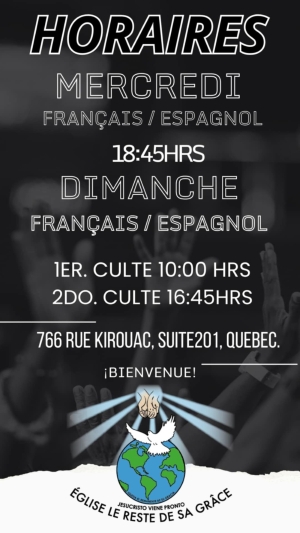 HORAIRES
MERCREDI
FRANÇAIS / ESPAGNOL
18:45HRS
DIMANCHE
FRANÇAIS / ESPAGNOL
1ER. CULTE 10:00 HRS
2DO. CULTE 16:45HRS
766 RUE KIROUAC, SUITE201, QUEBEC.
¡BIENVENUE!
JESUCRISTO VIENE PRONTO
ÉGLISE LE RESTE DE SA GRÂCE